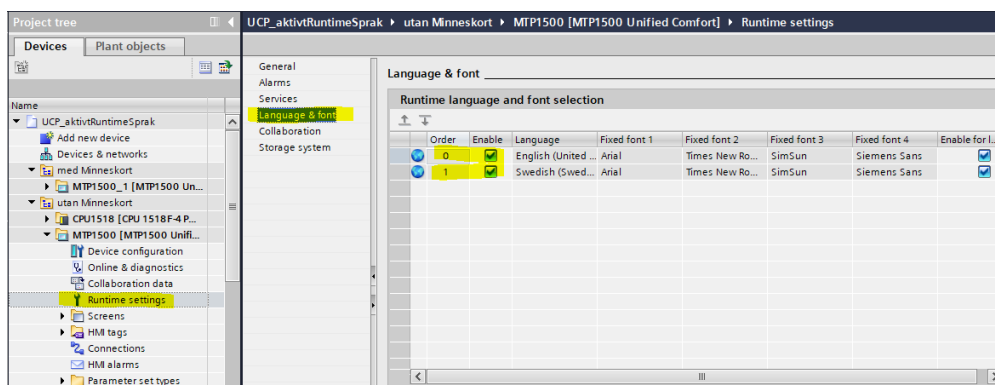 Project tree
UCP_aktivtRuntimeSprak ▸ utan Minneskort ▸ MTP1500 [MTP1500 Unified Comfort] ▸ Runtime settings
Devices
Plant objects
Name
UCP_aktivtRuntimeSprak
Add new device
Devices & networks
med Minneskort
MTP1500_1 [MTP1500 Un...
utan Minneskort
CPU1518 [CPU 1518F-4 P...
MTP1500 [MTP1500 Unifi...
Device configuration
Online & diagnostics
Collaboration data
Runtime settings
Screens
HMI tags
Connections
HMI alarms
Parameter set types
General
Alarms
Services
Language & font
Collaboration
Storage system
Language & font
Runtime language and font selection
Order Enable Language Fixed font 1 Fixed font 2 Fixed font 3 Fixed font 4 Enable for l...
0 English (United ... Arial Times New Ro... SimSun Siemens Sans
1 Swedish (Swed... Arial Times New Ro... SimSun Siemens Sans